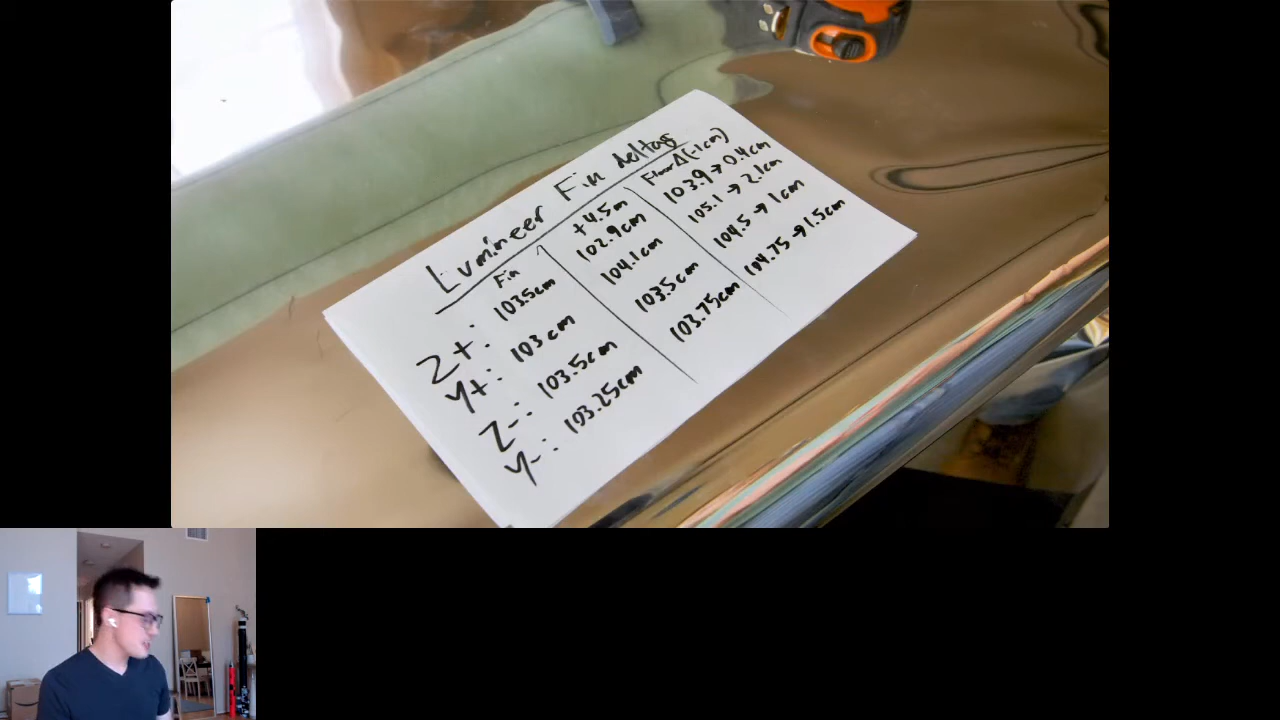 Lumineer Fin deltas
Fin +4.5m Floor Δ(-1cm)
Z+: 103.5cm 102.9cm 103.9→0.4cm
Y+: 103cm 104.1cm 105.1→2.1cm
Z-: 103.5cm 103.5cm 104.5→1cm
Y-: 103.25cm 103.75cm 104.75→1.5cm